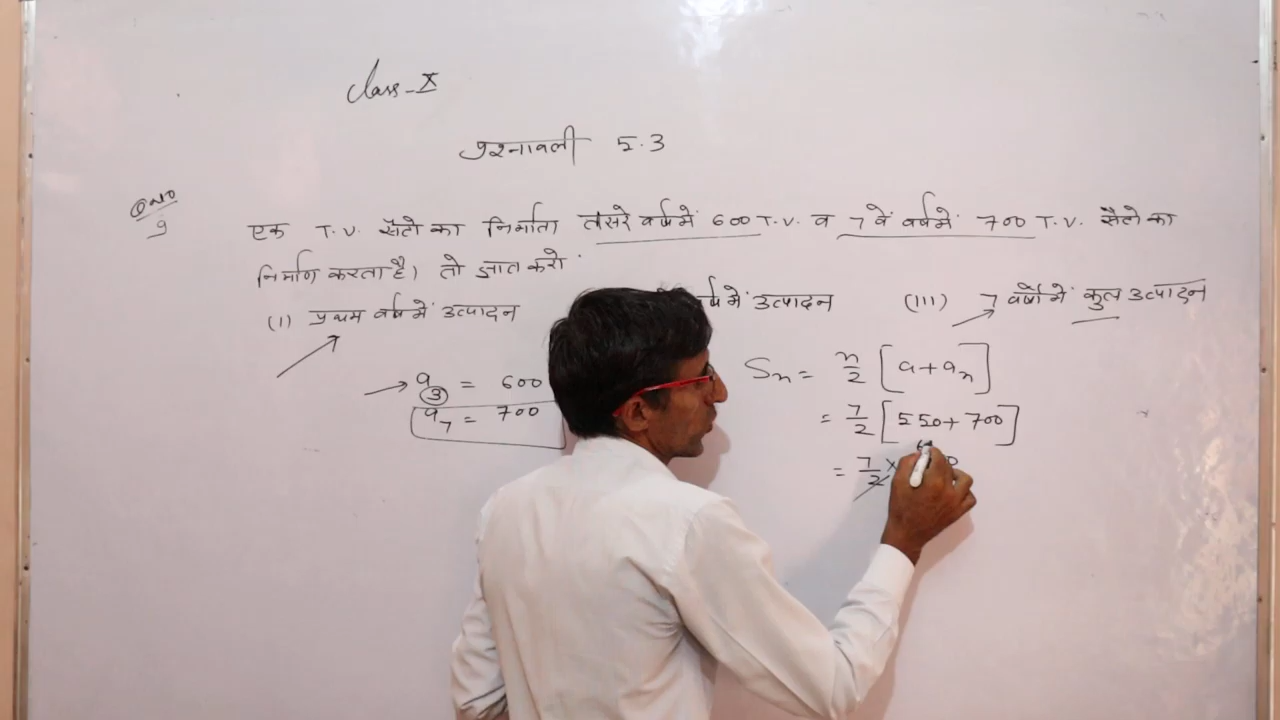 Class-X
प्रश्नावली 5.3
Q.NO
9
एक T.V. सैटो का निर्माता तीसरे वर्ष में 600 T.V. व 7 वें वर्ष में 700 T.V. सैटो का
निर्माण करता है। तो ज्ञात करो
(I) प्रथम वर्ष में उत्पादन
वर्ष में उत्पादन
(III) 7 वर्षो में कुल उत्पादन
a3 = 600
a7 = 700
Sn = n/2 [a+an]
= 7/2 [550+700]
= 7/2 ×